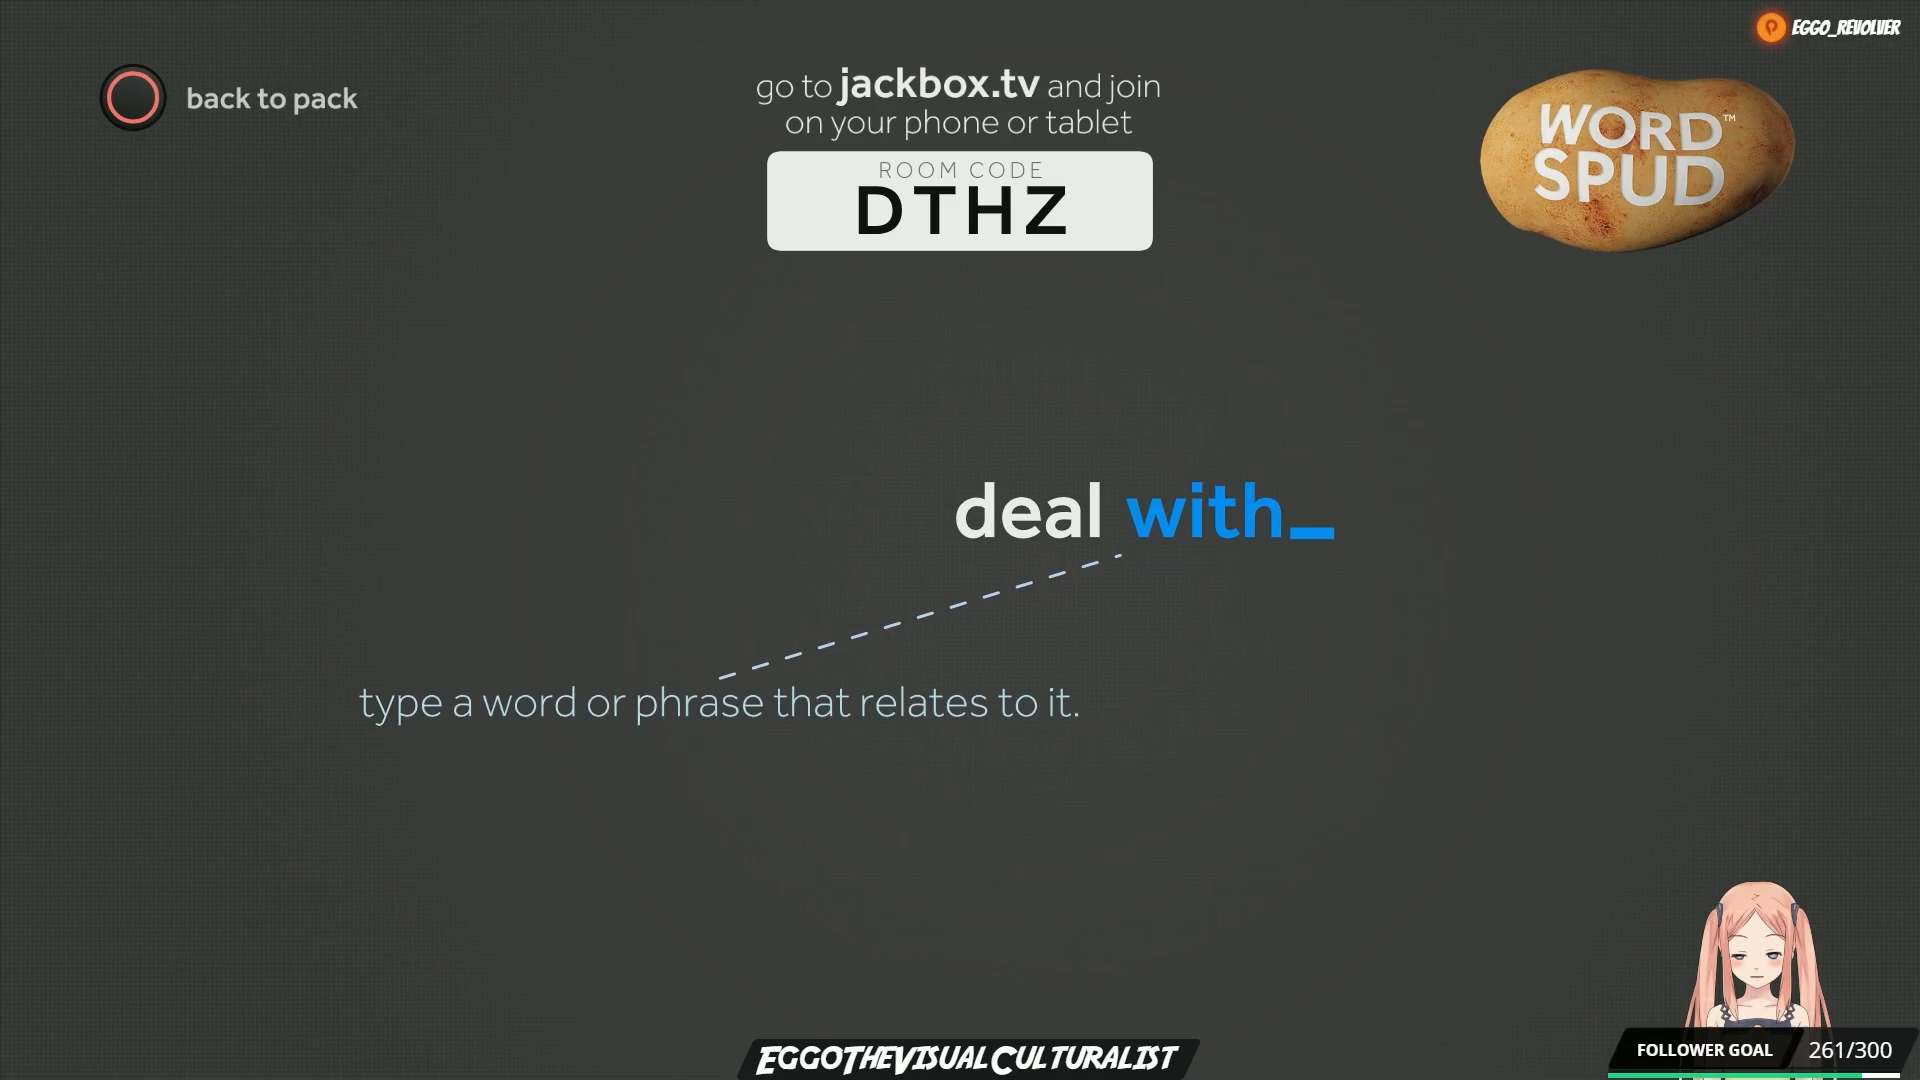 EGGO_REVOLVER
back to pack
go to jackbox.tv and join
on your phone or tablet
ROOM CODE
DTHZ
WORD
SPUD™
deal with_
type a word or phrase that relates to it.
EGGOTHEVISUALCULTURALIST
FOLLOWER GOAL 261/300